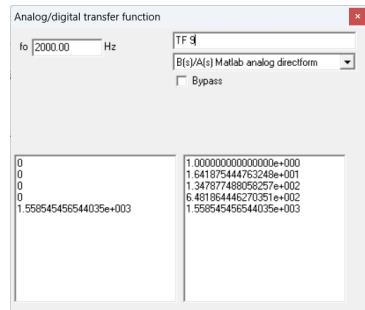 Analog/digital transfer function
×
fo 2000.00 Hz
TF 9
B(s)/A(s) Matlab analog directform
Bypass
0
0
0
0
1.558545456544035e+003
1.000000000000000e+000
1.641875444763248e+001
1.347877488058257e+002
6.481864446270351e+002
1.558545456544035e+003